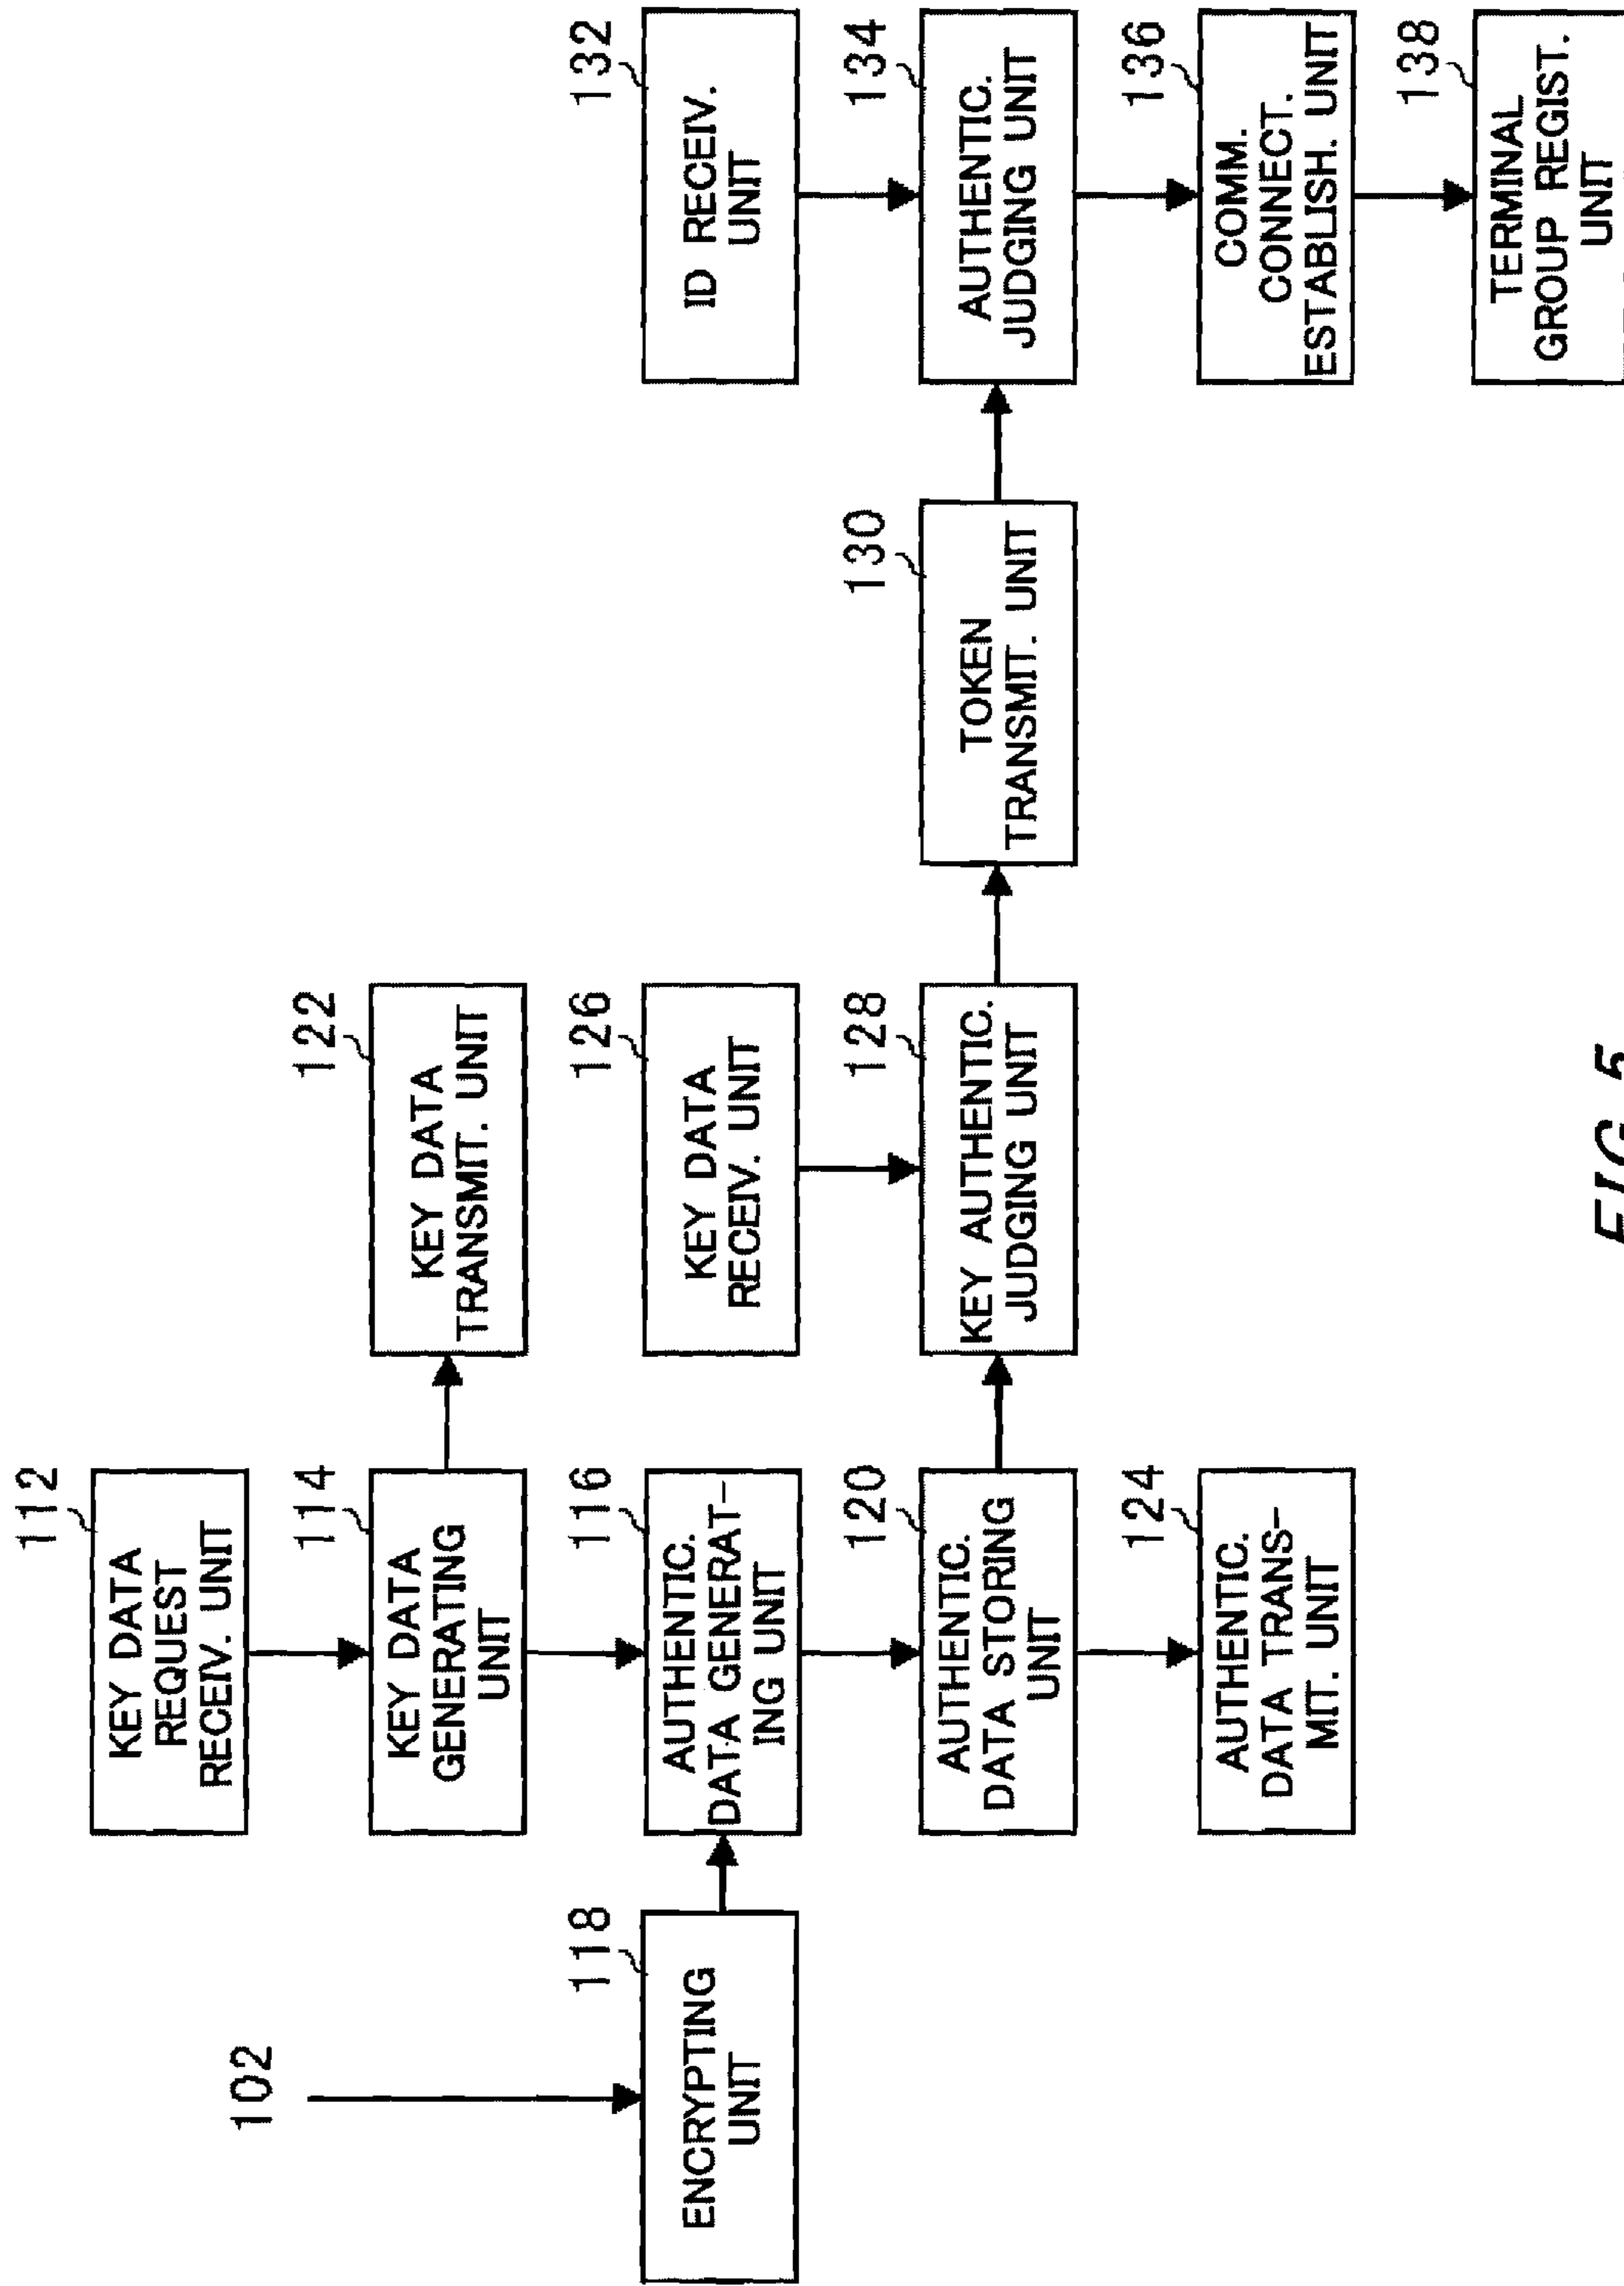 112
KEY DATA
REQUEST
RECEIV. UNIT
102
114
KEY DATA
GENERATING
UNIT
122
KEY DATA
TRANSMIT. UNIT
118
ENCRYPTING
UNIT
116
AUTHENTIC.
DATA GENERAT-
ING UNIT
126
KEY DATA
RECEIV. UNIT
132
ID RECEIV.
UNIT
120
AUTHENTIC.
DATA STORING
UNIT
128
KEY AUTHENTIC.
JUDGING UNIT
130
TOKEN
TRANSMIT. UNIT
134
AUTHENTIC.
JUDGING UNIT
124
AUTHENTIC.
DATA TRANS-
MIT. UNIT
136
COMM.
CONNECT.
ESTABLISH. UNIT
138
TERMINAL
GROUP REGIST.
UNIT
FIG. 5